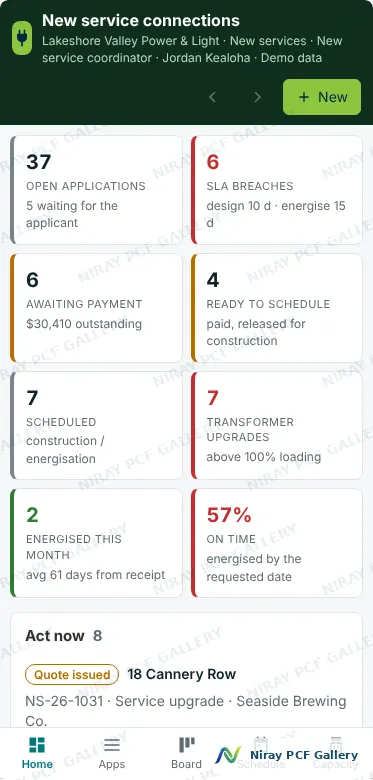 New service connections
Lakeshore Valley Power & Light · New services · New
service coordinator · Jordan Kealoha · Demo data
+ New
37
OPEN APPLICATIONS
5 waiting for the
applicant
6
SLA BREACHES
design 10 d · energise 15
d
6
AWAITING PAYMENT
$30,410 outstanding
4
READY TO SCHEDULE
paid, released for
construction
7
SCHEDULED
construction /
energisation
7
TRANSFORMER
UPGRADES
above 100% loading
2
ENERGISED THIS
MONTH
avg 61 days from receipt
57%
ON TIME
energised by the
requested date
Act now 8
Quote issued 18 Cannery Row
NS-26-1031 · Service upgrade · Seaside Brewing
Co.
Home
Apps
Board
Schedule
Capacity
Niray PCF Gallery
NIRAY PCF GALLERY